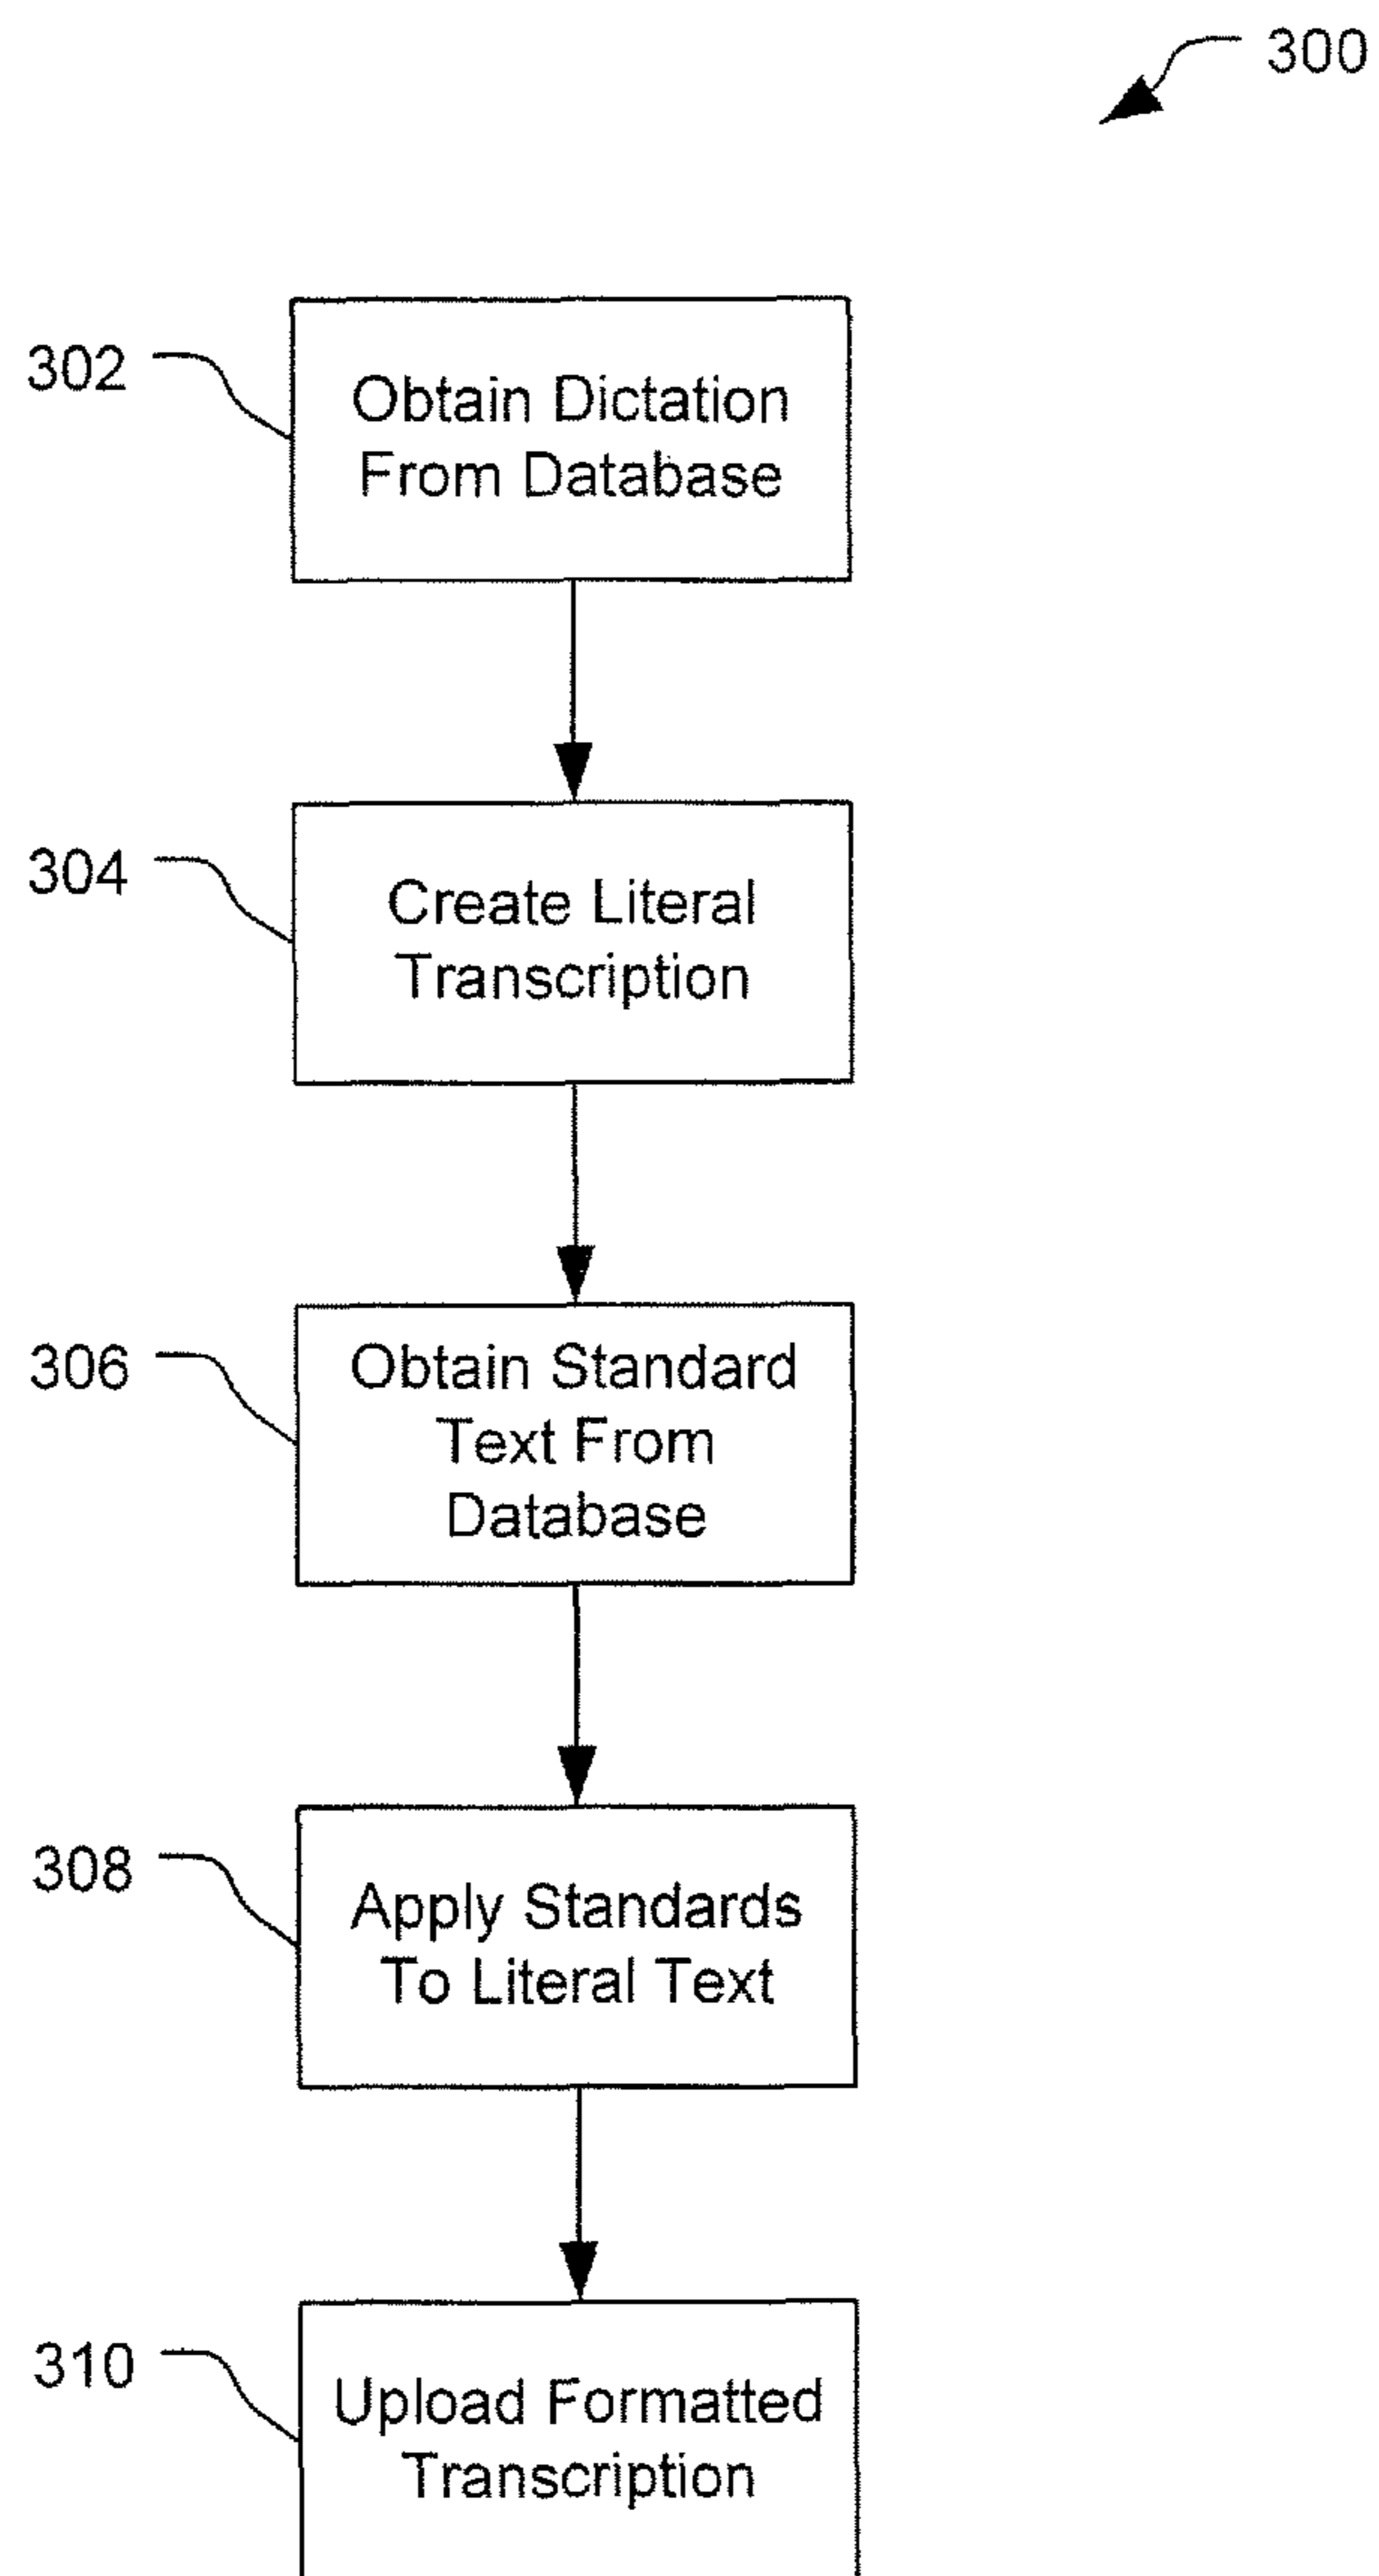 300
302
Obtain Dictation
From Database
304
Create Literal
Transcription
306
Obtain Standard
Text From
Database
308
Apply Standards
To Literal Text
310
Upload Formatted
Transcription